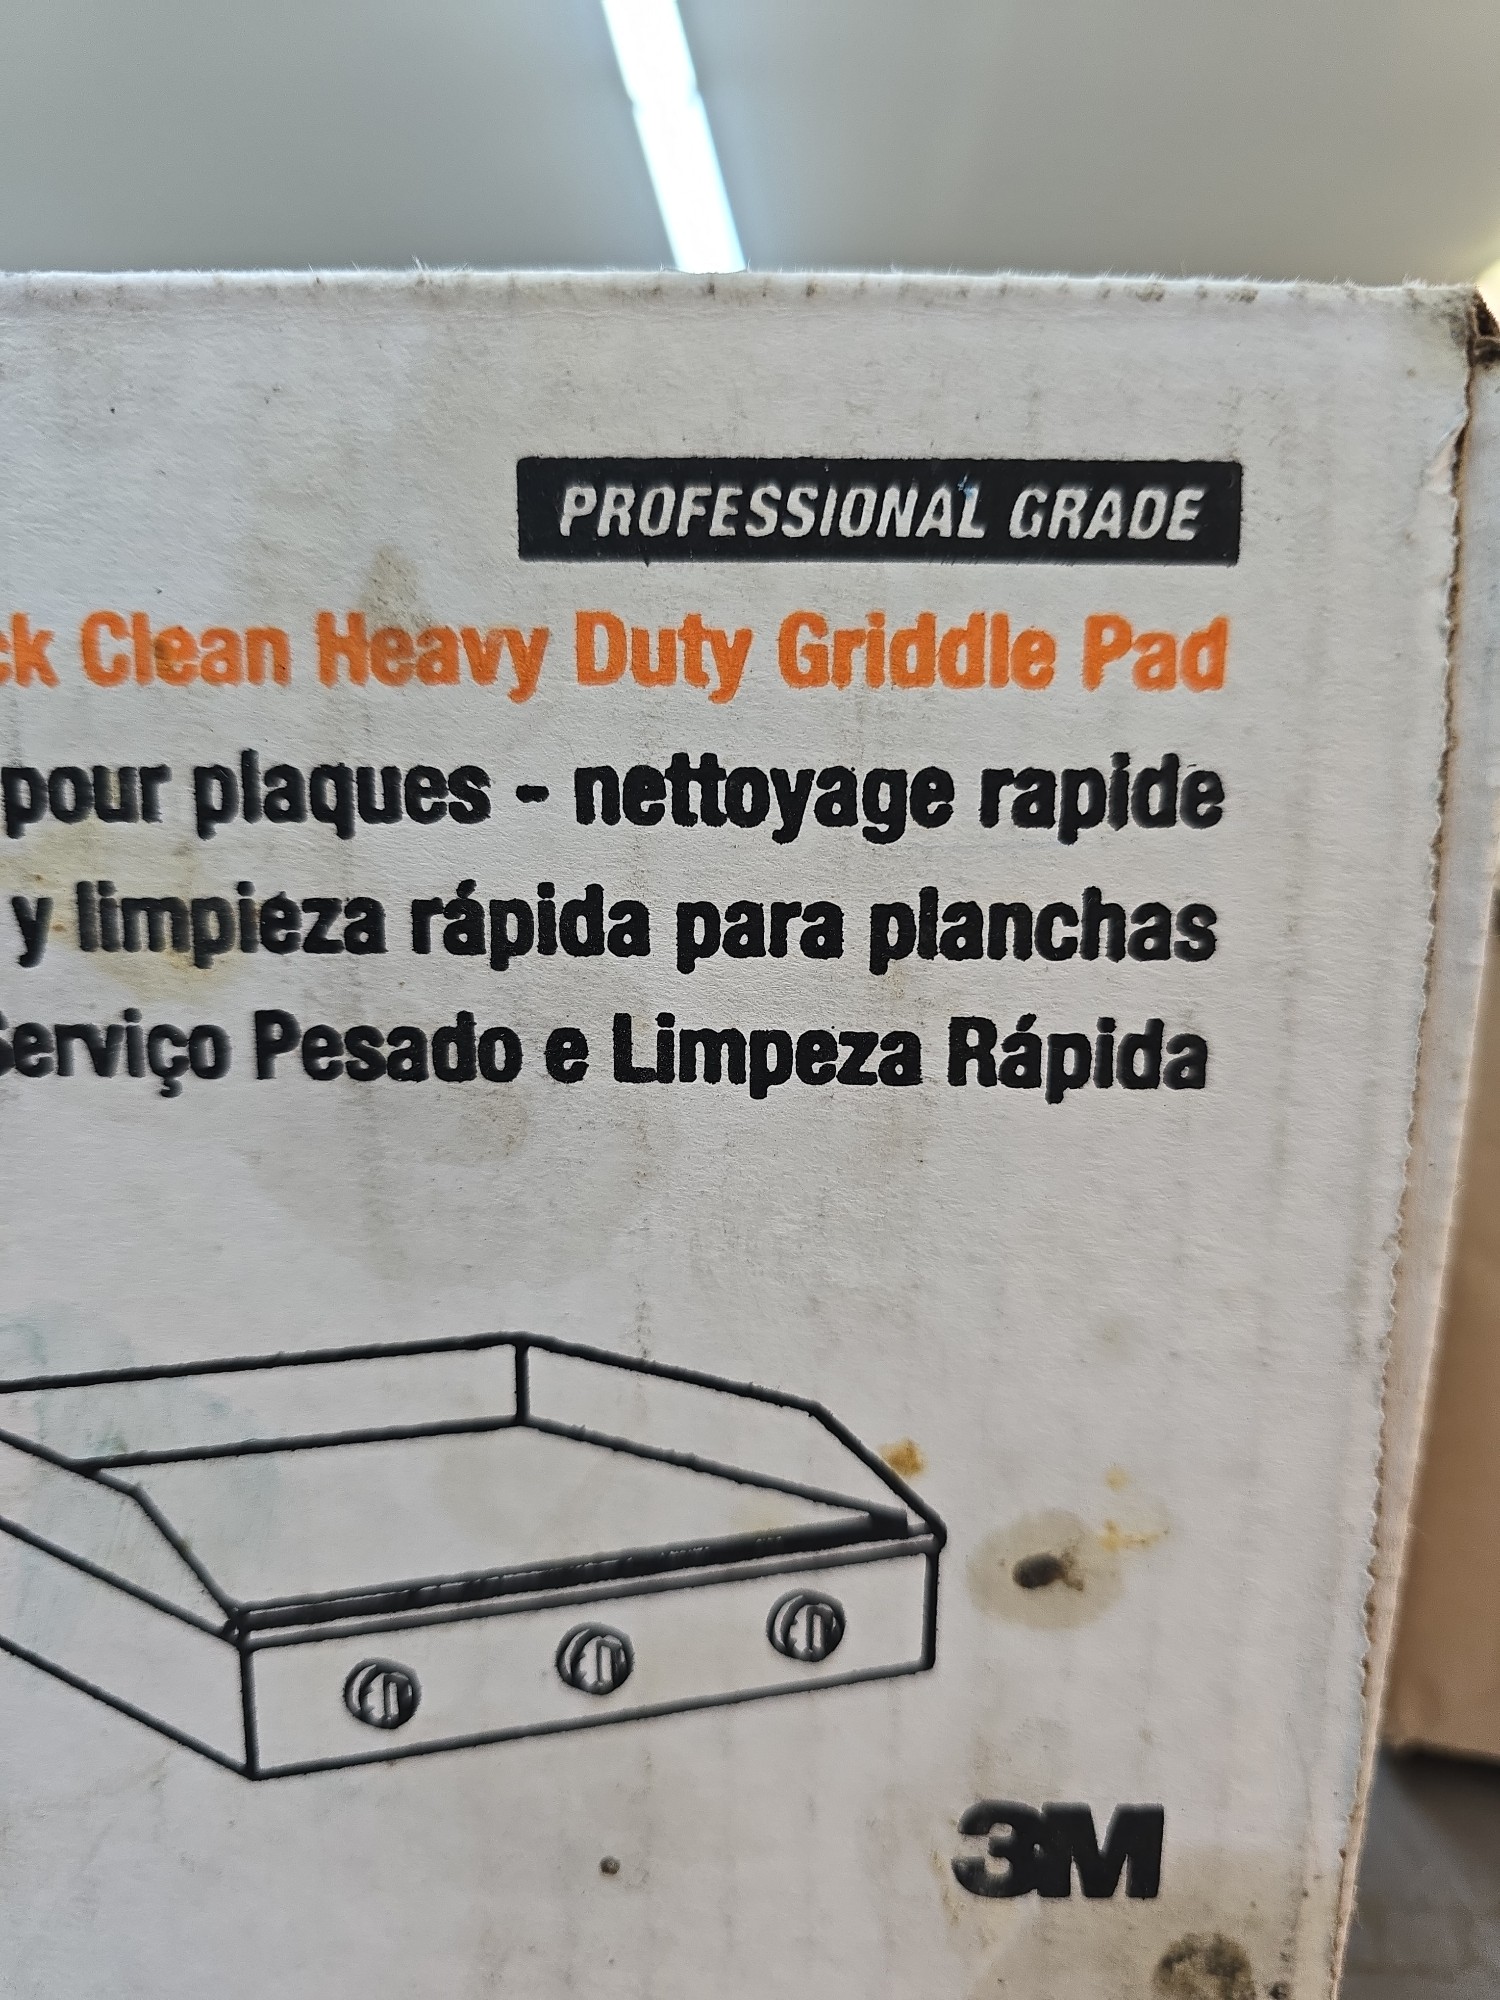 PROFESSIONAL GRADE
ck Clean Heavy Duty Griddle Pad
pour plaques - nettoyage rapide
y limpieza rápida para planchas
Serviço Pesado e Limpeza Rápida
3M